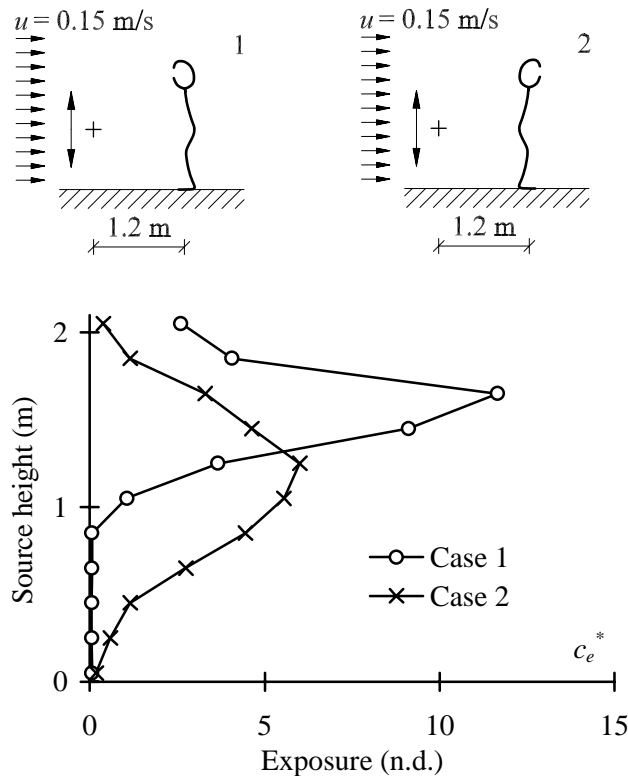 u = 0.15 m/s
1
+
1.2 m
u = 0.15 m/s
2
+
1.2 m
Source height (m)
2
1
0
Case 1
Case 2
c_e^*
0 5 10 15
Exposure (n.d.)